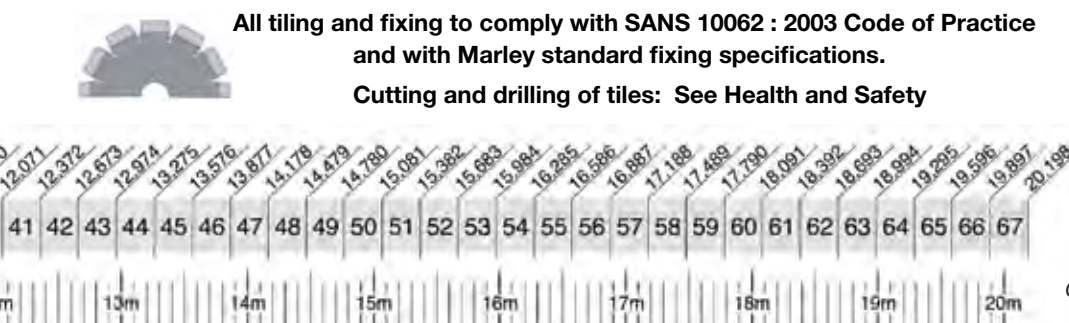 All tiling and fixing to comply with SANS 10062 : 2003 Code of Practice
and with Marley standard fixing specifications.
Cutting and drilling of tiles: See Health and Safety
12.071 12.372 12.673 12.974 13.275 13.576 13.877 14.178 14.479 14.780 15.081 15.382 15.683 15.984 16.285 16.586 16.887 17.188 17.489 17.790 18.091 18.392 18.693 18.994 19.295 19.596 19.897 20.198
41 42 43 44 45 46 47 48 49 50 51 52 53 54 55 56 57 58 59 60 61 62 63 64 65 66 67
m 13m 14m 15m 16m 17m 18m 19m 20m